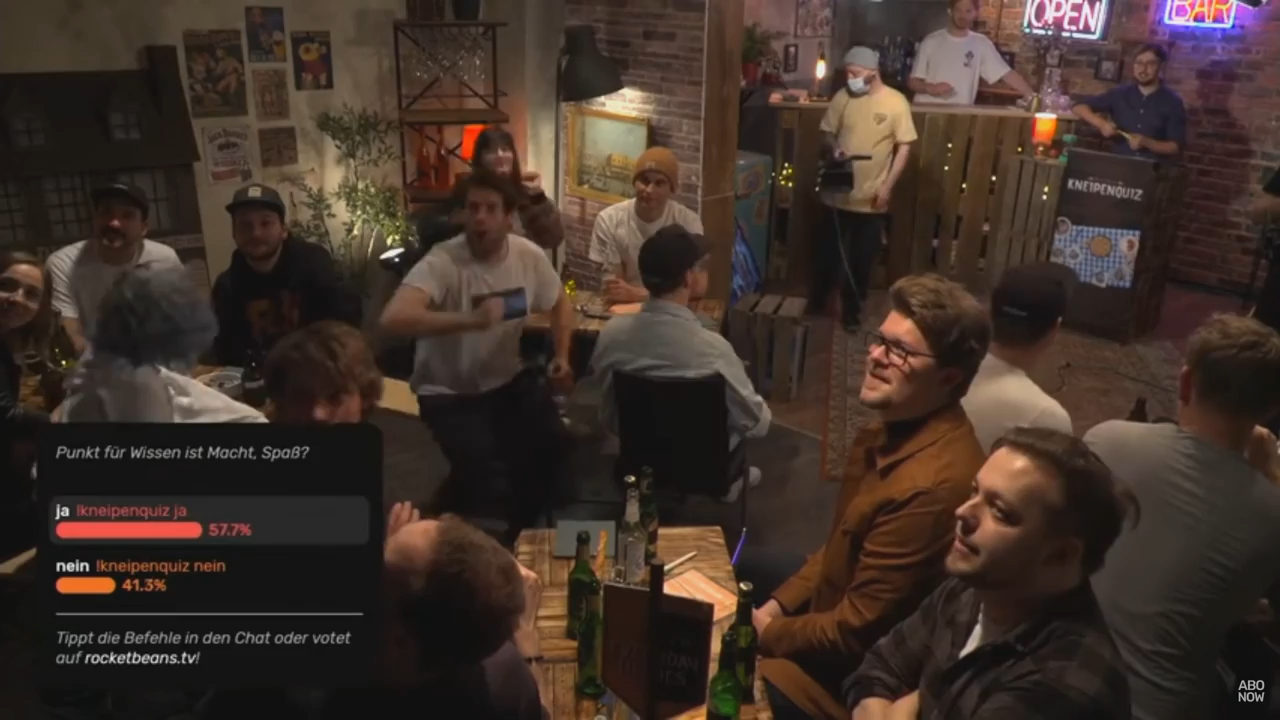 OPEN
BAR
KNEIPENQUIZ
Punkt für Wissen ist Macht, Spaß?
ja !kneipenquiz ja
57.7%
nein !kneipenquiz nein
41.3%
Tippt die Befehle in den Chat oder votet
auf rocketbeans.tv!
ABO
NOW